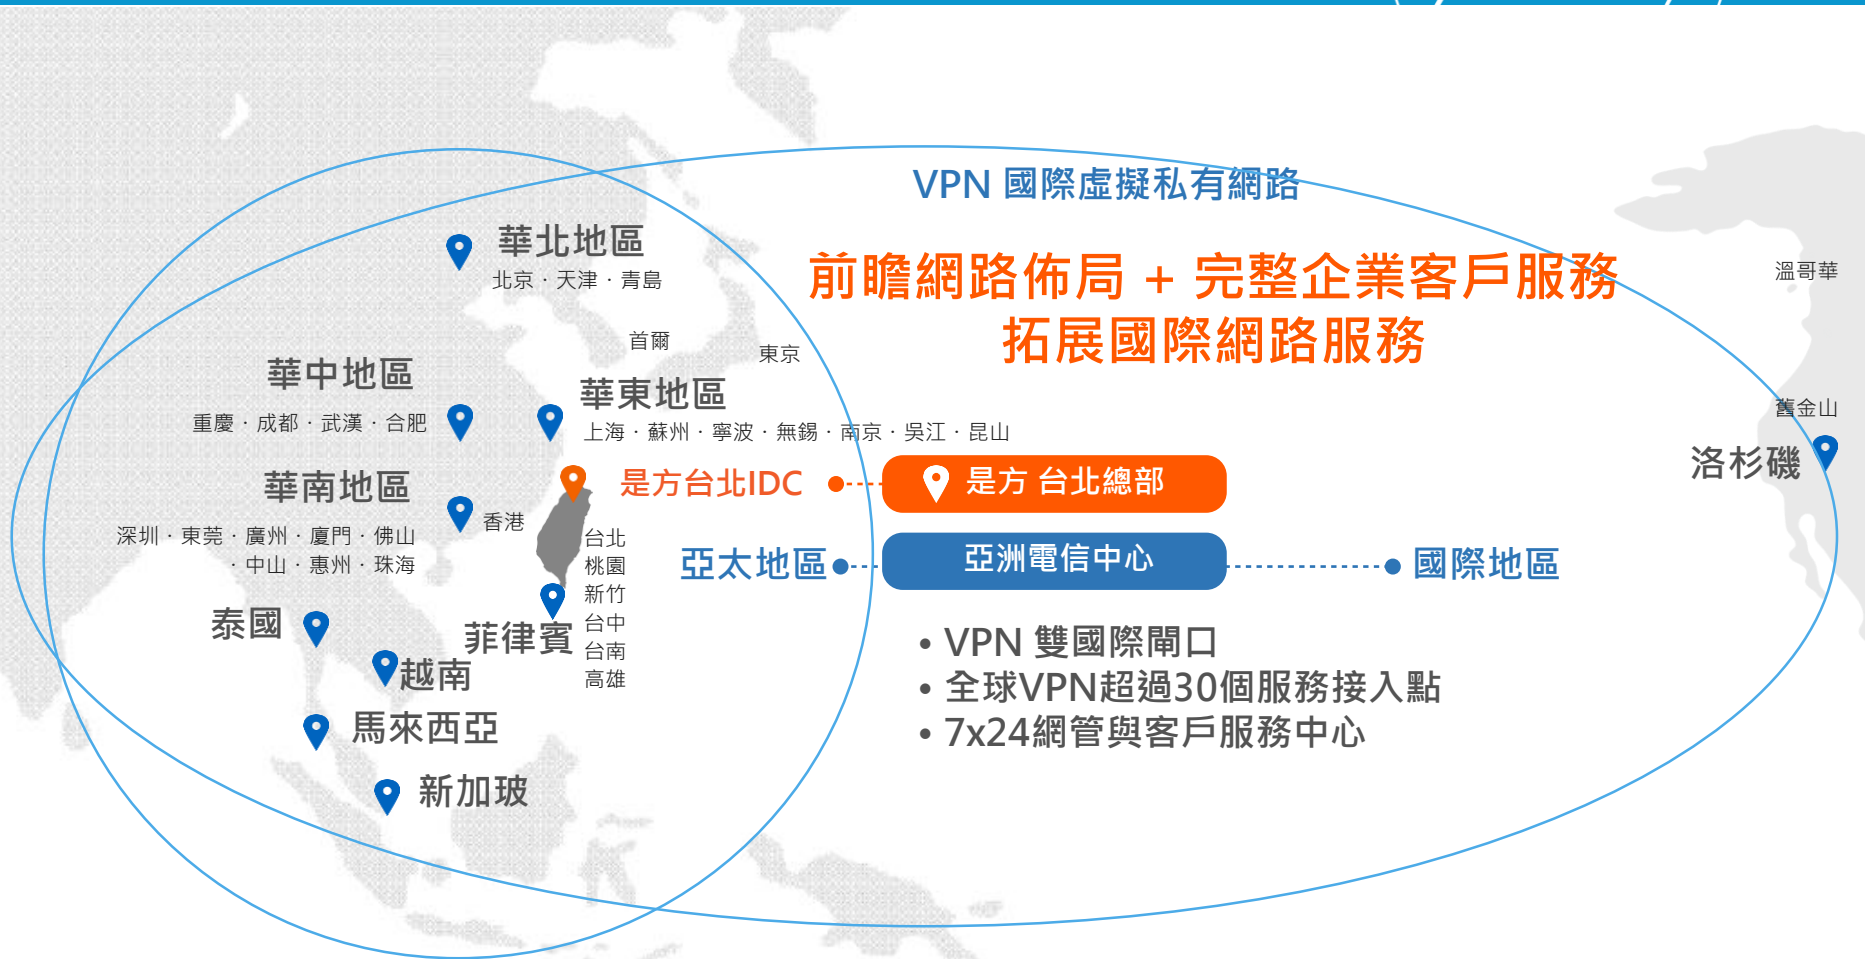 VPN 國際虛擬私有網路
前瞻網路佈局 + 完整企業客戶服務
拓展國際網路服務
華北地區
北京 · 天津 · 青島
首爾
東京
華中地區
重慶 · 成都 · 武漢 · 合肥
華東地區
上海 · 蘇州 · 寧波 · 無錫 · 南京 · 吳江 · 昆山
華南地區
深圳 · 東莞 · 廣州 · 廈門 · 佛山
· 中山 · 惠州 · 珠海
香港
是方台北IDC
是方 台北總部
亞太地區
亞洲電信中心
國際地區
台北
桃園
新竹
台中
台南
高雄
泰國
菲律賓
越南
馬來西亞
新加玻
• VPN 雙國際閘口
• 全球VPN超過30個服務接入點
• 7x24網管與客戶服務中心
溫哥華
舊金山
洛杉磯